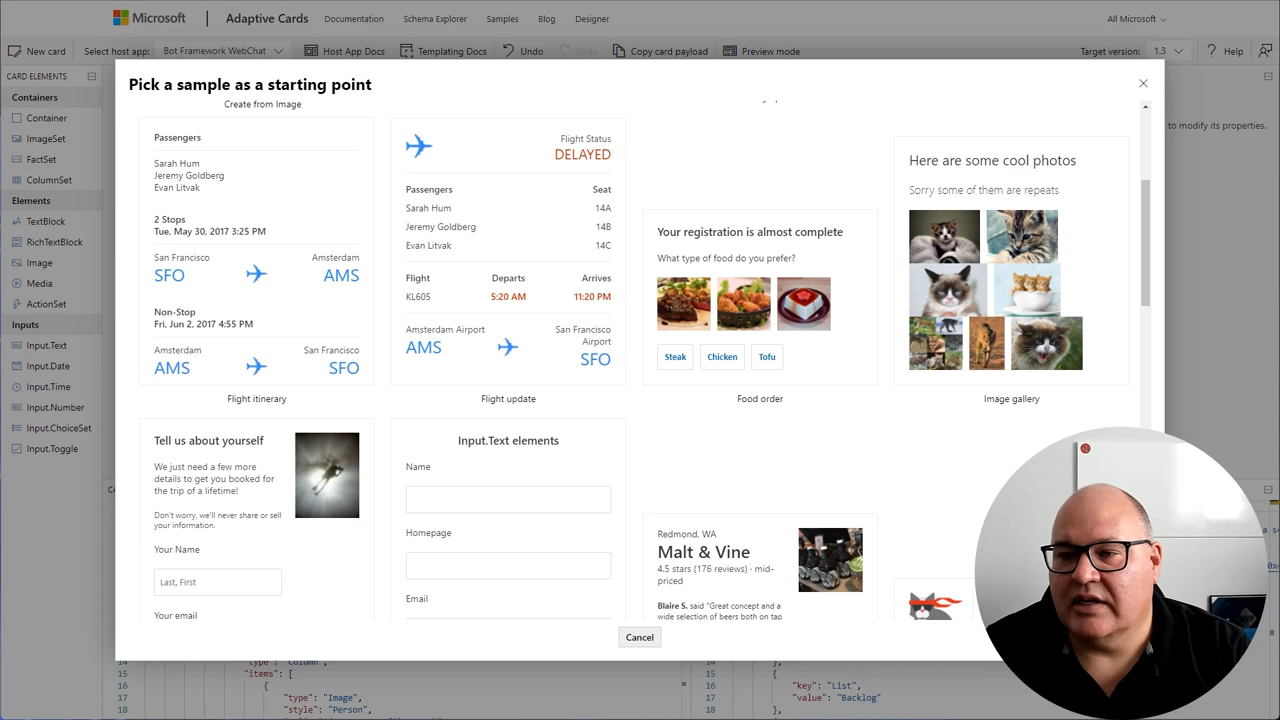 Microsoft
Adaptive Cards
Documentation
Schema Explorer
Samples
Blog
Designer
All Microsoft
New card
Select host app:
Bot Framework WebChat
Host App Docs
Templating Docs
Undo
Redo
Copy card payload
Preview mode
Target version:
1.3
Help
CARD ELEMENTS
Containers
Container
ImageSet
FactSet
ColumnSet
Elements
TextBlock
RichTextBlock
Image
Media
ActionSet
Inputs
Input.Text
Input.Date
Input.Time
Input.Number
Input.ChoiceSet
Input.Toggle
to modify its properties.
Pick a sample as a starting point
Create from Image
Passengers
Sarah Hum
Jeremy Goldberg
Evan Litvak
2 Stops
Tue, May 30, 2017 3:25 PM
San Francisco
Amsterdam
SFO
AMS
Non-Stop
Fri, Jun 2, 2017 4:55 PM
Amsterdam
San Francisco
AMS
SFO
Flight itinerary
Flight Status
DELAYED
Passengers
Seat
Sarah Hum
14A
Jeremy Goldberg
14B
Evan Litvak
14C
Flight
Departs
Arrives
KL605
5:20 AM
11:20 PM
Amsterdam Airport
San Francisco
Airport
AMS
SFO
Flight update
Your registration is almost complete
What type of food do you prefer?
Steak
Chicken
Tofu
Food order
Here are some cool photos
Sorry some of them are repeats
Image gallery
Tell us about yourself
We just need a few more
details to get you booked for
the trip of a lifetime!
Don't worry, we'll never share or sell
your information.
Your Name
Last, First
Your email
Input.Text elements
Name
Homepage
Email
Redmond, WA
Malt & Vine
4.5 stars (176 reviews) · mid-
priced
Blaire S. said "Great concept and a
wide selection of beers both on tap
Cancel
14
"type": "Column",
15
"items": [
16
{
17
"type": "Image",
18
"style": "Person",
14
},
15
{
16
"key": "List",
17
"value": "Backlog"
18
},